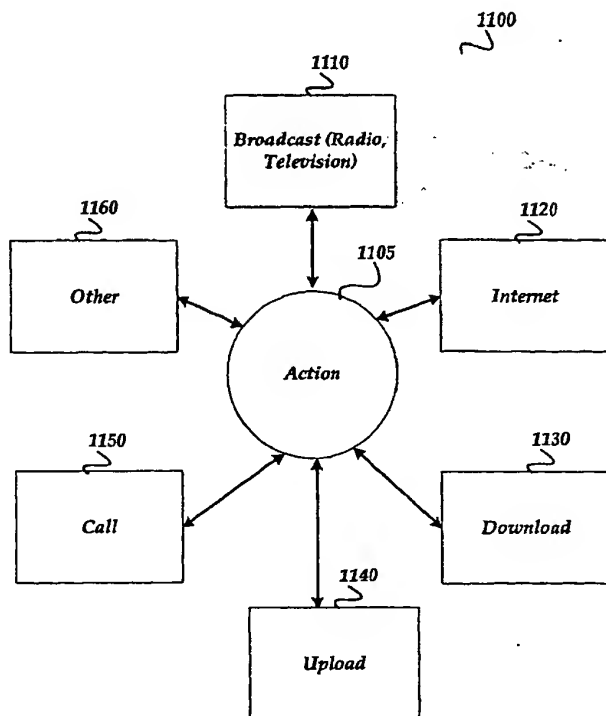 1100
1110
Broadcast (Radio,
Television)
1160
1105
1120
Other
Internet
Action
1150
1130
Call
Download
1140
Upload